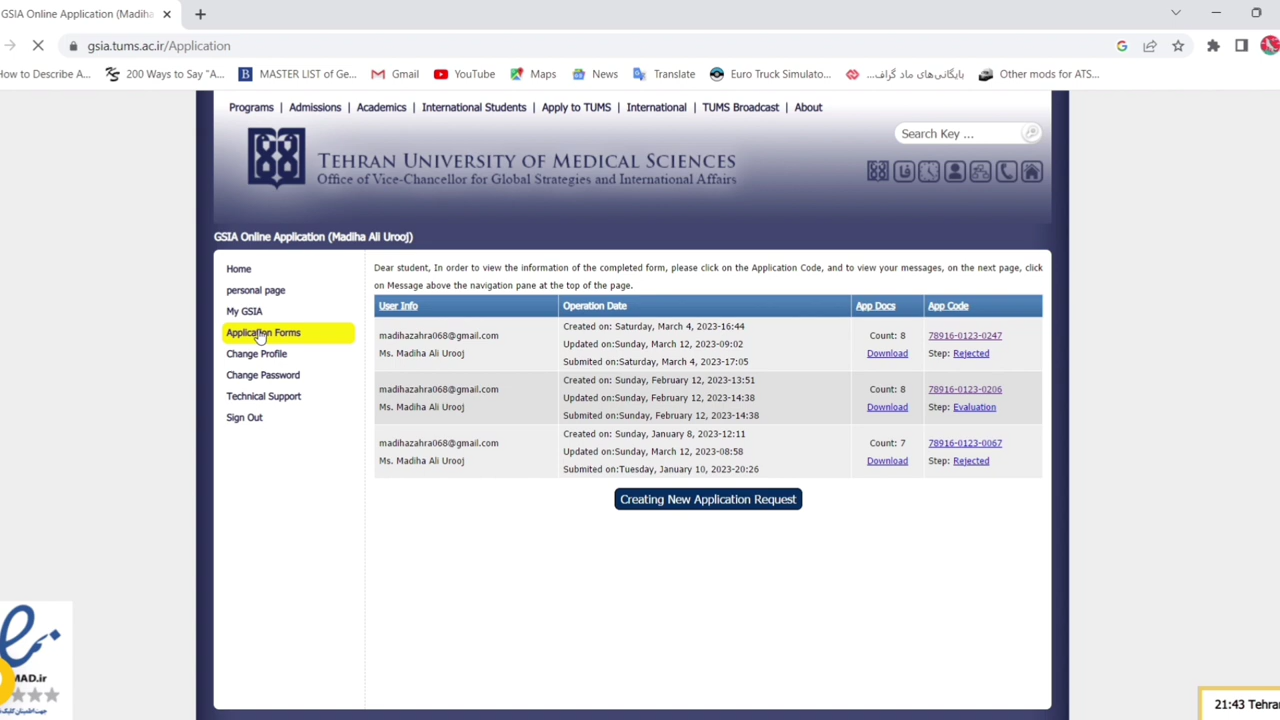 GSIA Online Application (Madiha
gsia.tums.ac.ir/Application
How to Describe A...
200 Ways to Say "A...
MASTER LIST of Ge...
Gmail
YouTube
Maps
News
Translate
Euro Truck Simulato...
بایگانی‌های ماد گراف...
Other mods for ATS...
Programs | Admissions | Academics | International Students | Apply to TUMS | International | TUMS Broadcast | About
Search Key ...
TEHRAN UNIVERSITY OF MEDICAL SCIENCES
Office of Vice-Chancellor for Global Strategies and International Affairs
فا
GSIA Online Application (Madiha Ali Urooj)
Home
personal page
My GSIA
Application Forms
Change Profile
Change Password
Technical Support
Sign Out
Dear student, In order to view the information of the completed form, please click on the Application Code, and to view your messages, on the next page, click
on Message above the navigation pane at the top of the page.
User Info Operation Date App Docs App Code
Created on: Saturday, March 4, 2023-16:44
madihazahra068@gmail.com Count: 8 78916-0123-0247
Updated on:Sunday, March 12, 2023-09:02
Ms. Madiha Ali Urooj Download Step: Rejected
Submited on:Saturday, March 4, 2023-17:05
Created on: Sunday, February 12, 2023-13:51
madihazahra068@gmail.com Count: 8 78916-0123-0206
Updated on:Sunday, February 12, 2023-14:38
Ms. Madiha Ali Urooj Download Step: Evaluation
Submited on:Sunday, February 12, 2023-14:38
Created on: Sunday, January 8, 2023-12:11
madihazahra068@gmail.com Count: 7 78916-0123-0067
Updated on:Sunday, March 12, 2023-08:58
Ms. Madiha Ali Urooj Download Step: Rejected
Submited on:Tuesday, January 10, 2023-20:26
Creating New Application Request
MAD.ir
21:43 Tehran